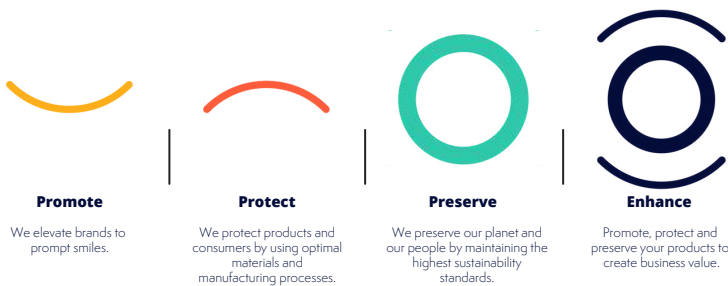 Promote
We elevate brands to
prompt smiles.
Protect
We protect products and
consumers by using optimal
materials and
manufacturing processes.
Preserve
We preserve our planet and
our people by maintaining the
highest sustainability
standards.
Enhance
Promote, protect and
preserve your products to
create business value.